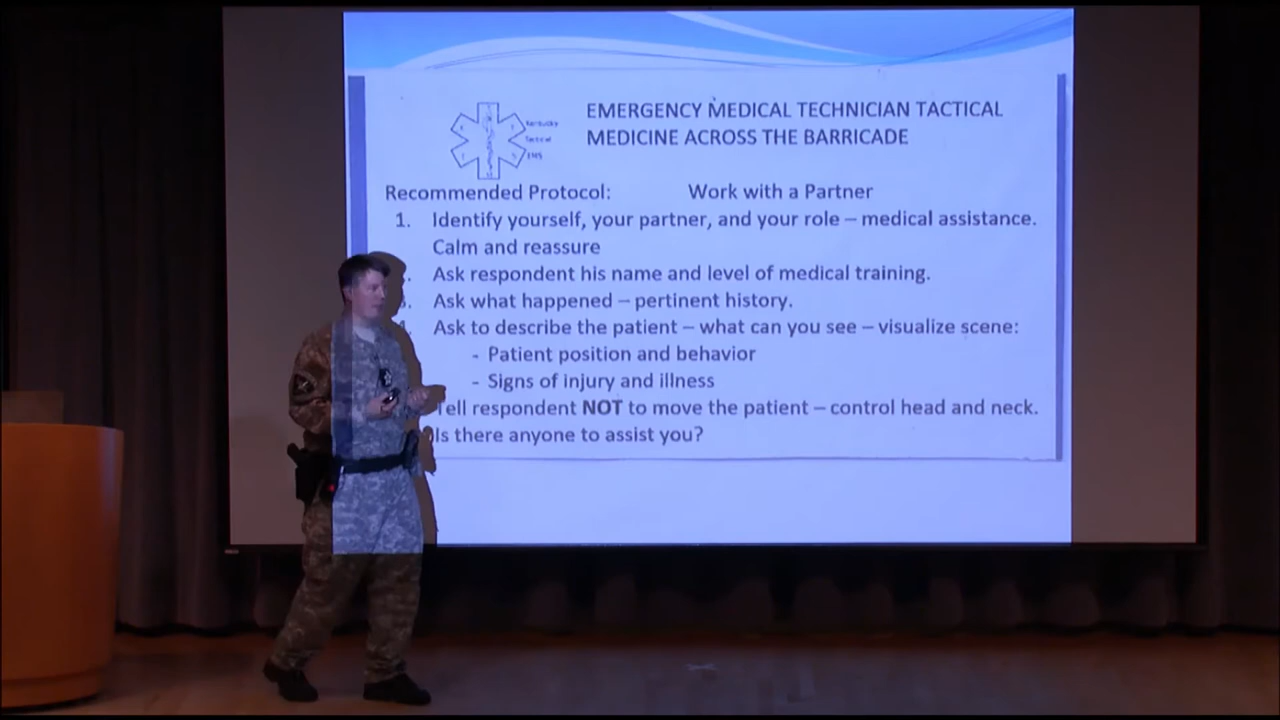 EMERGENCY MEDICAL TECHNICIAN TACTICAL
MEDICINE ACROSS THE BARRICADE
Kentucky
Tactical
EMS
Recommended Protocol: Work with a Partner
1. Identify yourself, your partner, and your role – medical assistance.
Calm and reassure
. Ask respondent his name and level of medical training.
. Ask what happened – pertinent history.
. Ask to describe the patient – what can you see – visualize scene:
- Patient position and behavior
- Signs of injury and illness
Tell respondent NOT to move the patient – control head and neck.
Is there anyone to assist you?